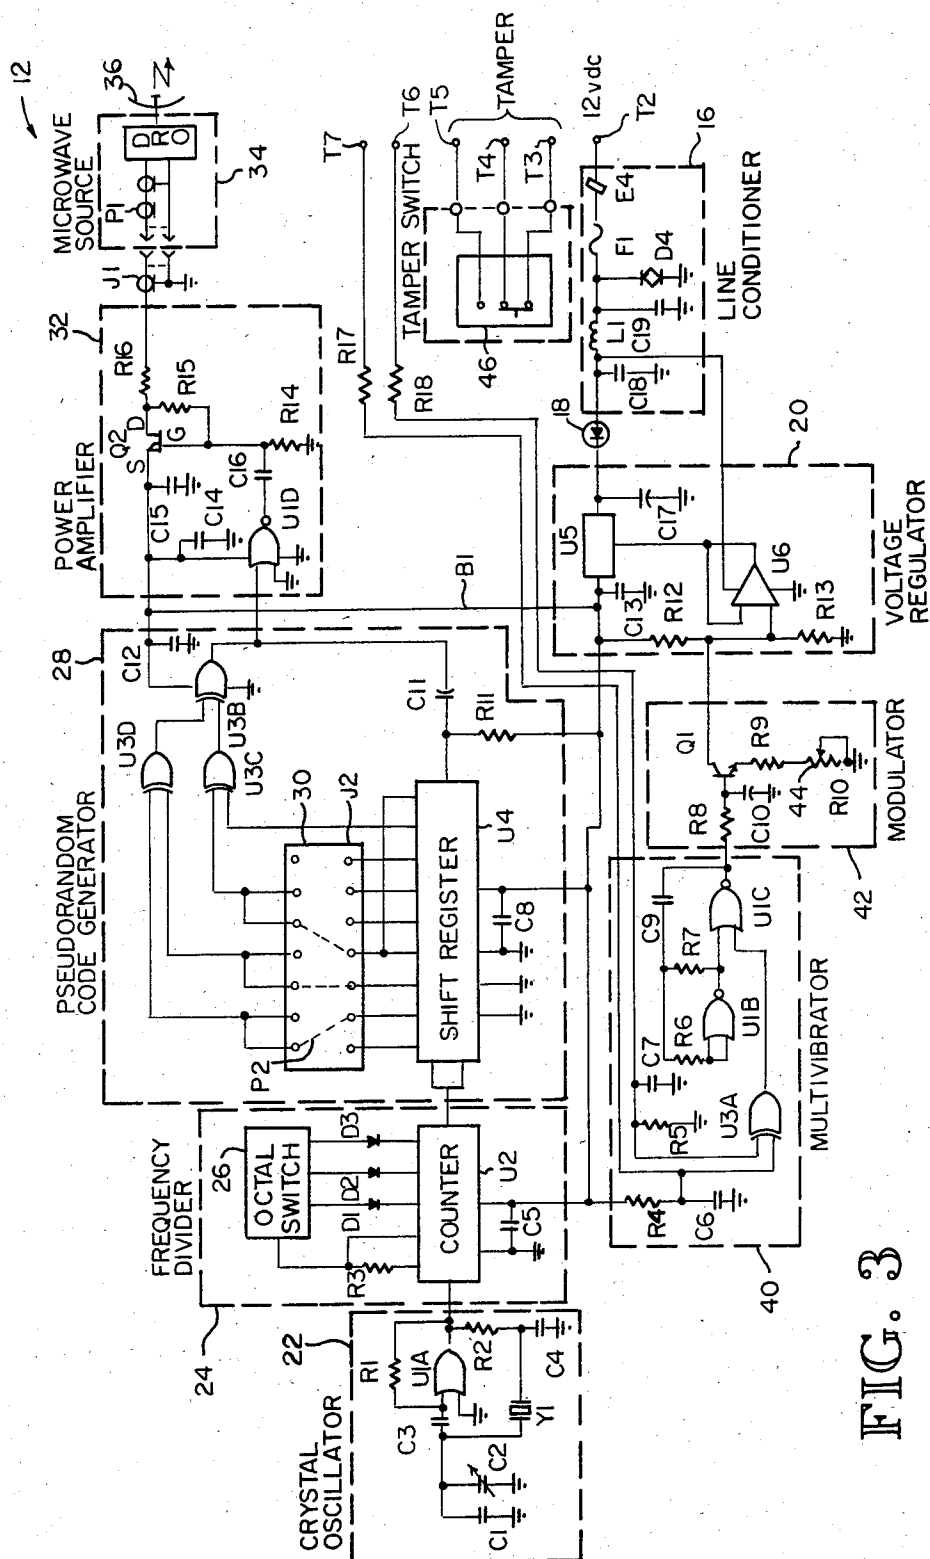 12
MICROWAVE
SOURCE
J1
P1
D
R
O
36
34
POWER
AMPLIFIER
32
C15
C14
S
Q2
D
G
R16
R15
C16
R14
U1D
B1
R17
R18
T7
T6
TAMPER SWITCH
T5
T4
T3
TAMPER
46
12vdc
T2
E4
F1
D4
L1
C19
C18
16
LINE
CONDITIONER
18
20
U5
C17
C13
R12
U6
R13
VOLTAGE
REGULATOR
PSEUDORANDOM
CODE GENERATOR
28
C12
U3D
U3B
U3C
30
J2
P2
C11
R11
SHIFT REGISTER
U4
C8
FREQUENCY
DIVIDER
24
26
OCTAL
SWITCH
D1
D2
D3
R3
COUNTER
U2
C5
CRYSTAL
OSCILLATOR
22
R1
U1A
C3
R2
C1
C2
Y1
C4
R4
C6
R5
C7
U3A
R6
R7
U1B
C9
U1C
MULTIVIBRATOR
40
R8
C10
Q1
R9
44
R10
MODULATOR
42
FIG. 3